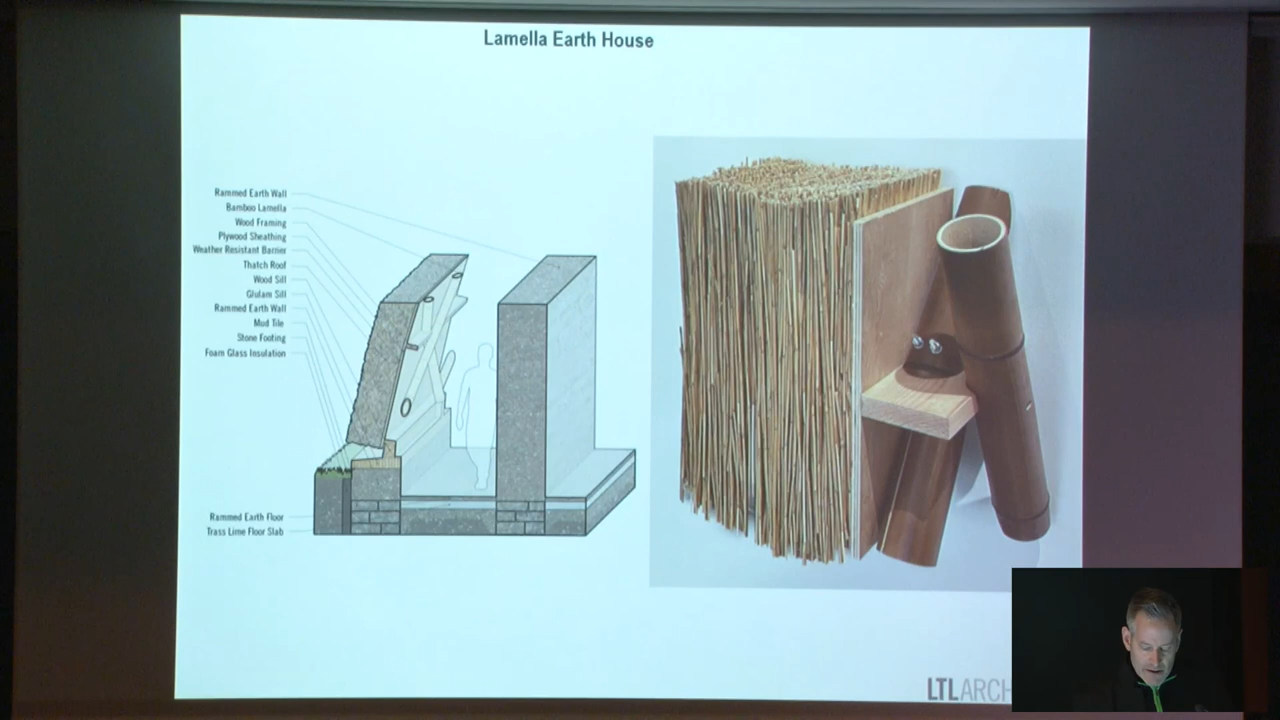 Lamella Earth House
Rammed Earth Wall
Bamboo Lamella
Wood Framing
Plywood Sheathing
Weather Resistant Barrier
Thatch Roof
Wood Sill
Glulam Sill
Rammed Earth Wall
Mud Tile
Stone Footing
Foam Glass Insulation
Rammed Earth Floor
Trass Lime Floor Slab
LTLARCH